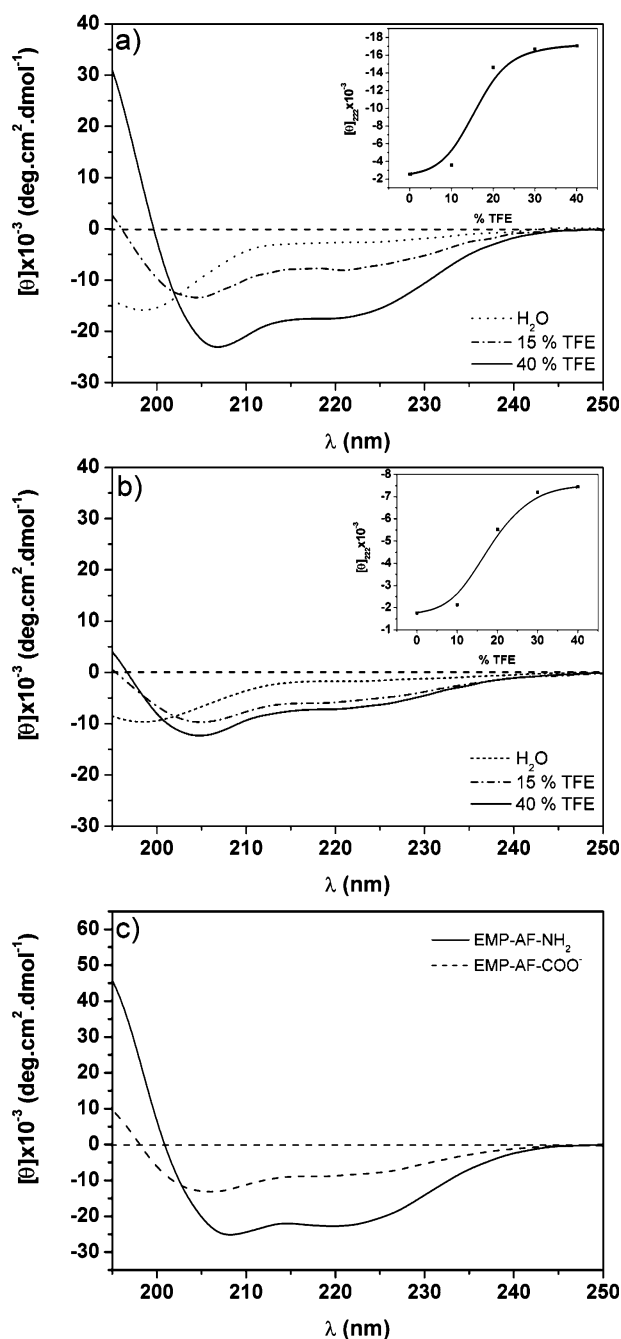 a)
[θ]x10⁻³ (deg.cm².dmol⁻¹)
40
30
20
10
0
-10
-20
-30
200 210 220 230 240 250
λ (nm)
H₂O
15 % TFE
40 % TFE
[θ]₂₂₂x10⁻³
-18
-16
-14
-12
-10
-8
-6
-4
-2
0 10 20 30 40
% TFE
b)
[θ]x10⁻³ (deg.cm².dmol⁻¹)
40
30
20
10
0
-10
-20
-30
200 210 220 230 240 250
λ (nm)
H₂O
15 % TFE
40 % TFE
[θ]₂₂₂x10⁻³
-8
-7
-6
-5
-4
-3
-2
-1
0 10 20 30 40
% TFE
c)
[θ]x10⁻³ (deg.cm².dmol⁻¹)
60
50
40
30
20
10
0
-10
-20
-30
200 210 220 230 240 250
λ (nm)
EMP-AF-NH₂
EMP-AF-COO⁻